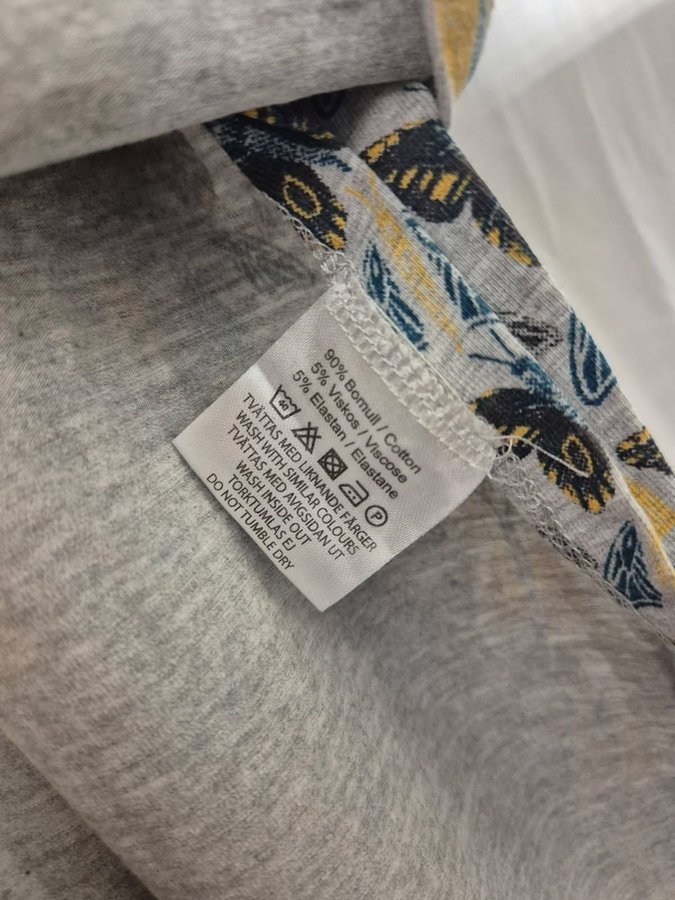 90% Bomull / Cotton
5% Viskos / Viscose
5% Elastan / Elastane
40 P
TVÄTTAS MED LIKNANDE FÄRGER
WASH WITH SIMILAR COLOURS
TVÄTTAS MED AVIGSIDAN UT
WASH INSIDE OUT
TORKTUMLAS EJ
DO NOT TUMBLE DRY